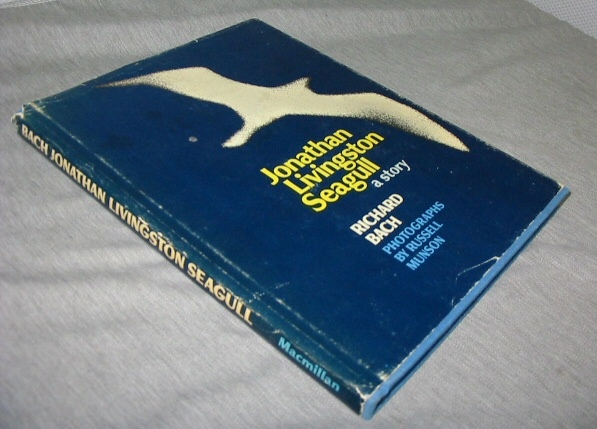 Jonathan
Livingston
Seagull
a story
RICHARD
BACH
PHOTOGRAPHS
BY RUSSELL
MUNSON
BACH JONATHAN LIVINGSTON SEAGULL
Macmillan